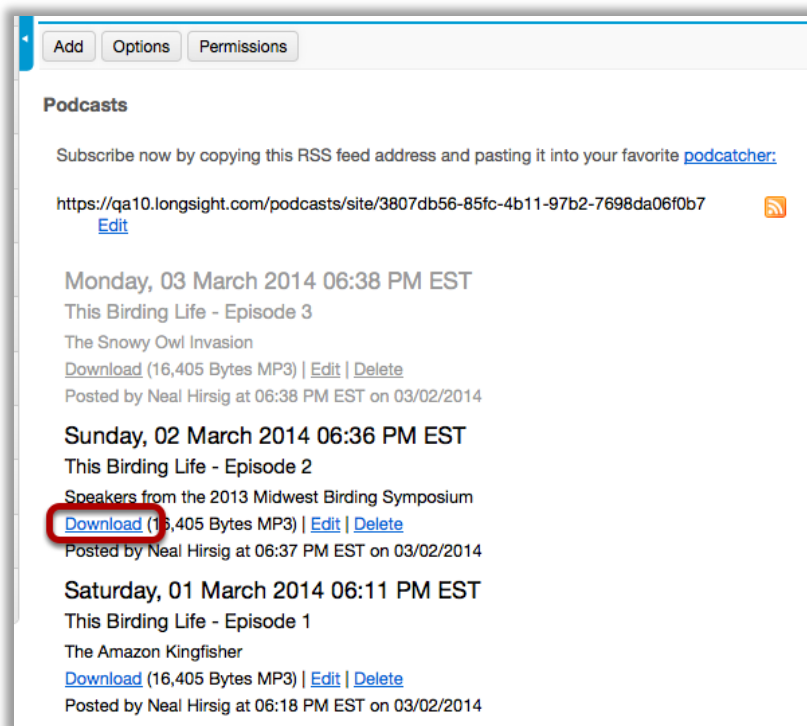 Add Options Permissions
Podcasts
Subscribe now by copying this RSS feed address and pasting it into your favorite podcatcher:
https://qa10.longsight.com/podcasts/site/3807db56-85fc-4b11-97b2-7698da06f0b7
Edit
Monday, 03 March 2014 06:38 PM EST
This Birding Life - Episode 3
The Snowy Owl Invasion
Download (16,405 Bytes MP3) | Edit | Delete
Posted by Neal Hirsig at 06:38 PM EST on 03/02/2014
Sunday, 02 March 2014 06:36 PM EST
This Birding Life - Episode 2
Speakers from the 2013 Midwest Birding Symposium
Download (16,405 Bytes MP3) | Edit | Delete
Posted by Neal Hirsig at 06:37 PM EST on 03/02/2014
Saturday, 01 March 2014 06:11 PM EST
This Birding Life - Episode 1
The Amazon Kingfisher
Download (16,405 Bytes MP3) | Edit | Delete
Posted by Neal Hirsig at 06:18 PM EST on 03/02/2014